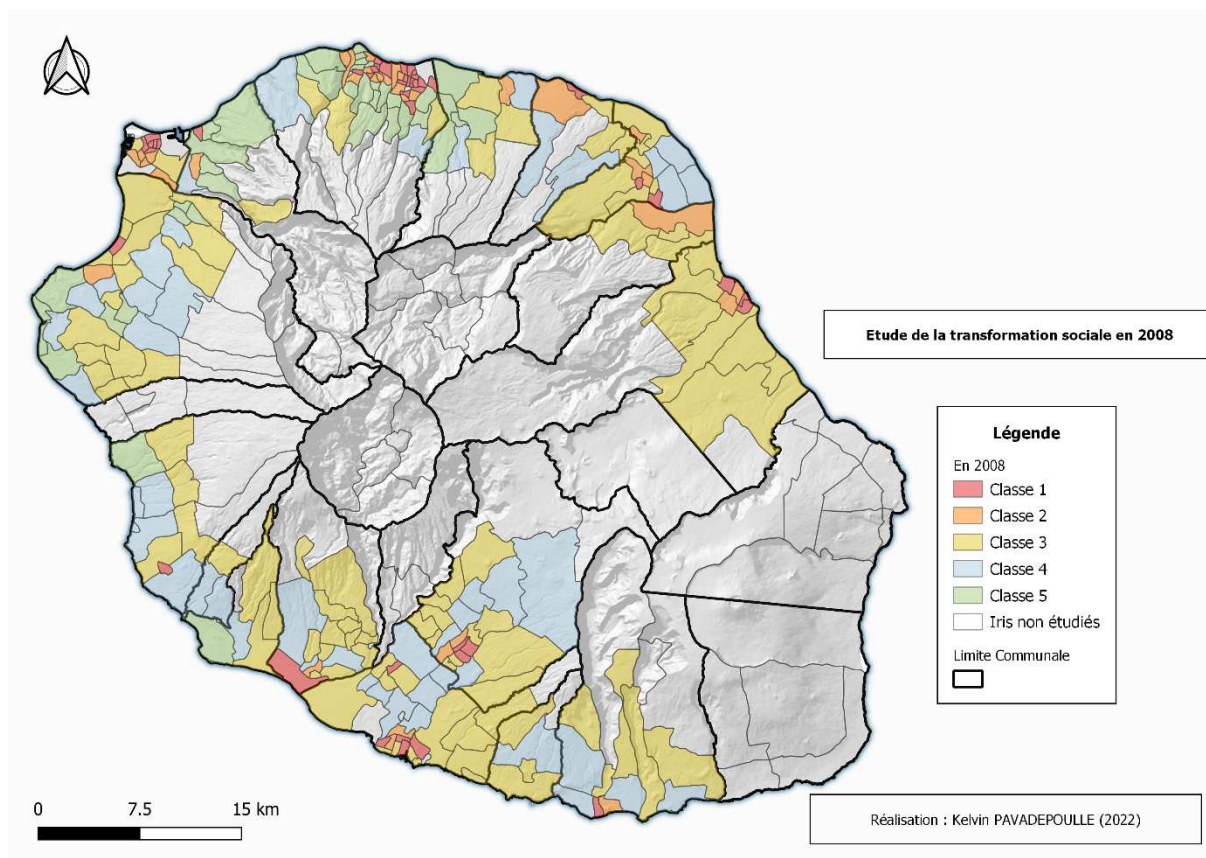 Etude de la transformation sociale en 2008
Légende
En 2008
Classe 1
Classe 2
Classe 3
Classe 4
Classe 5
Iris non étudiés
Limite Communale
0 7.5 15 km
Réalisation : Kelvin PAVADEPOULLE (2022)